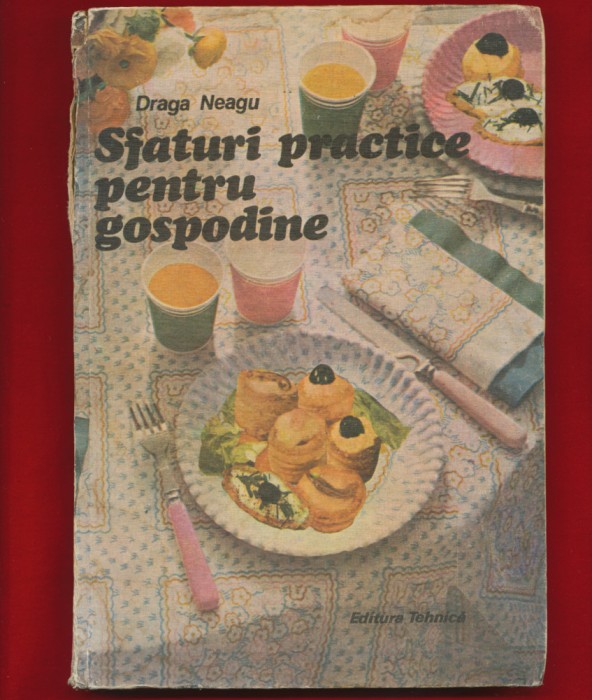 Draga Neagu
Sfaturi practice
pentru
gospodine
Editura Tehnică